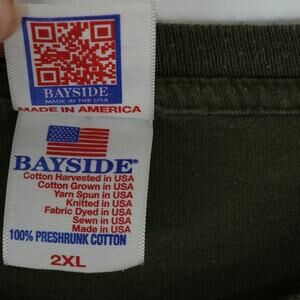 BAYSIDE
MADE IN THE USA
MADE IN AMERICA
BAYSIDE
Cotton Harvested in USA
Cotton Grown in USA
Yarn Spun in USA
Knitted in USA
Fabric Dyed in USA
Sewn in USA
Made in USA
100% PRESHRUNK COTTON
2XL